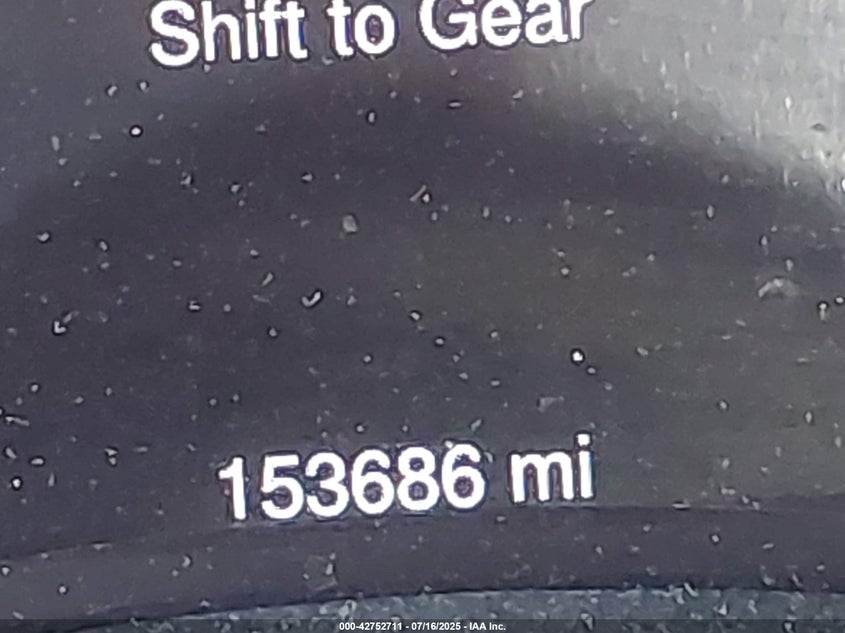 Shift to Gear
153686 mi
000-42752711 - 07/16/2025 - IAA Inc.